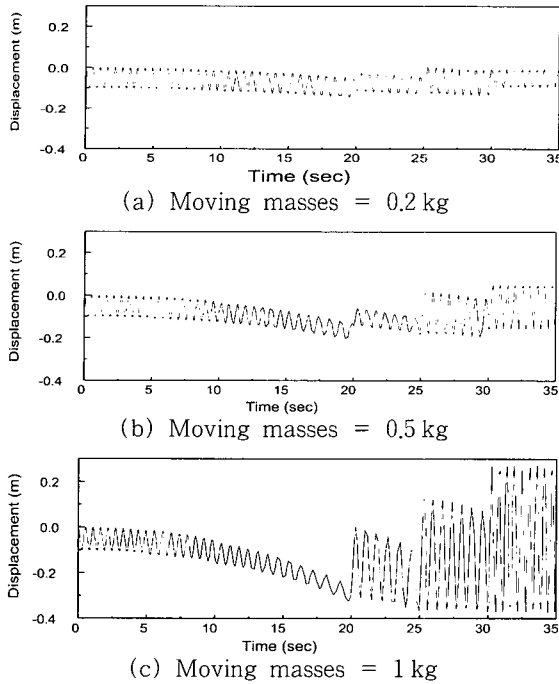 Displacement (m)
0.2
0.0
-0.2
-0.4
0 5 10 15 20 25 30 35
Time (sec)
(a) Moving masses = 0.2 kg
Displacement (m)
0.2
0.0
-0.2
-0.4
0 5 10 15 20 25 30 35
Time (sec)
(b) Moving masses = 0.5 kg
Displacement (m)
0.2
0.0
-0.2
-0.4
0 5 10 15 20 25 30 35
Time (sec)
(c) Moving masses = 1 kg